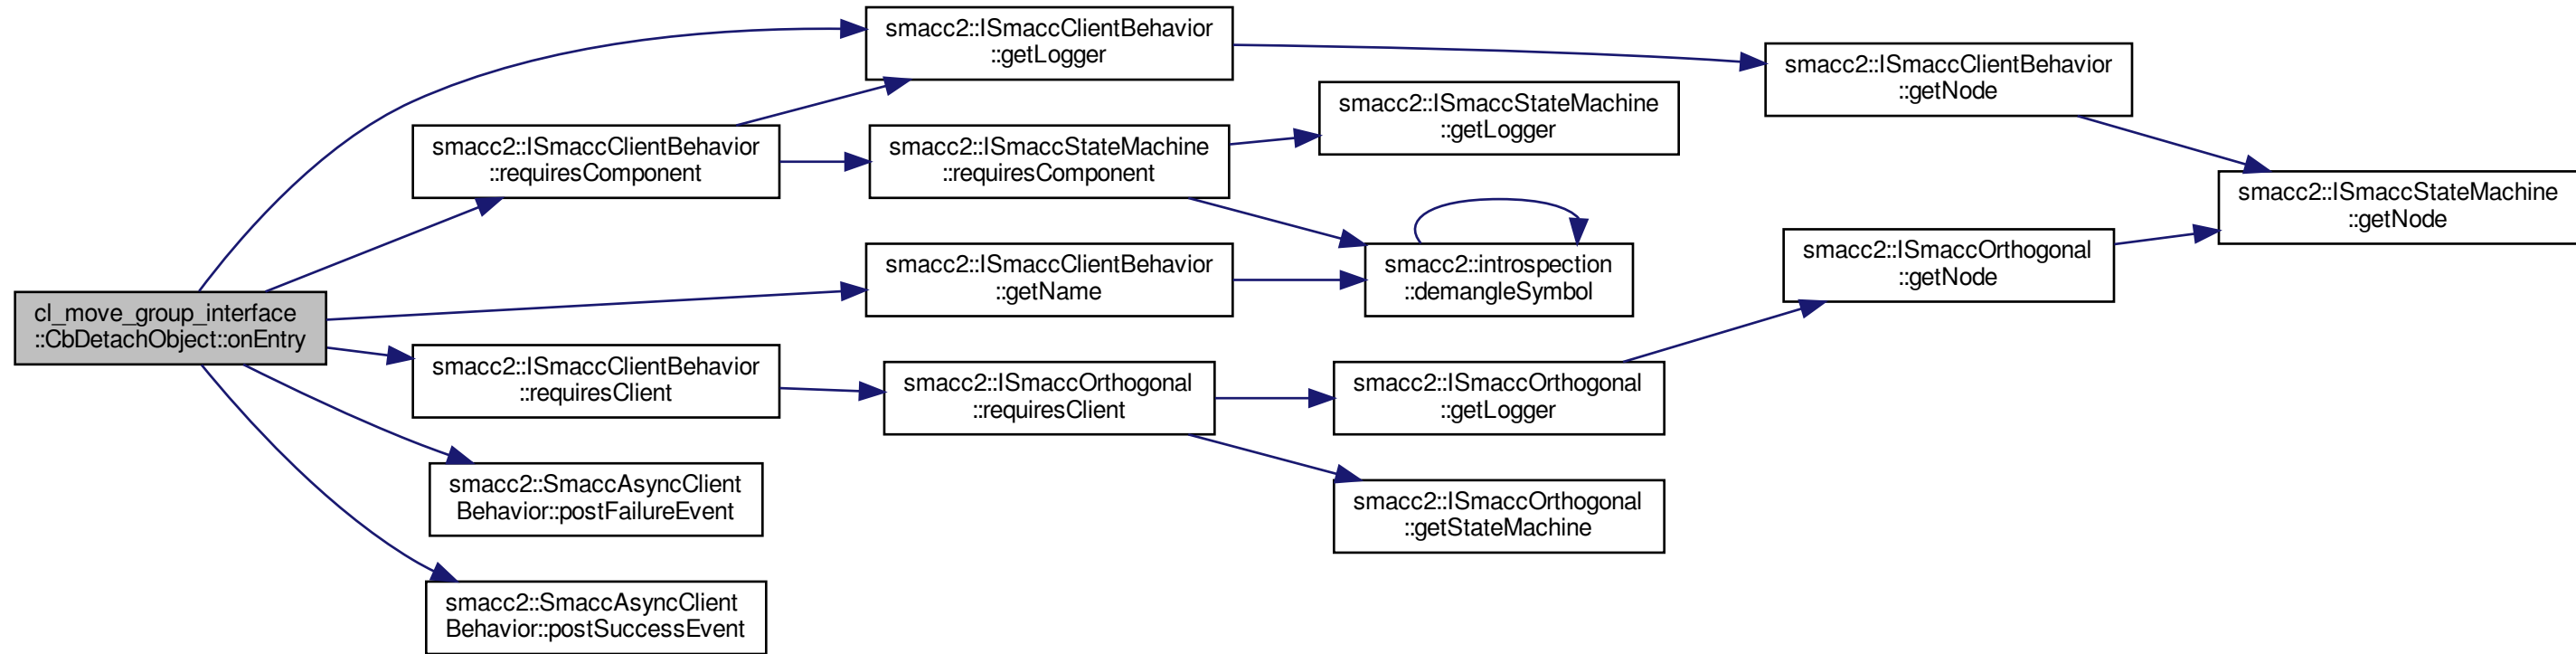 smacc2::ISmaccClientBehavior
::getLogger
smacc2::ISmaccClientBehavior
::getNode
smacc2::ISmaccStateMachine
::getLogger
smacc2::ISmaccClientBehavior
::requiresComponent
smacc2::ISmaccStateMachine
::requiresComponent
smacc2::ISmaccStateMachine
::getNode
smacc2::ISmaccClientBehavior
::getName
smacc2::introspection
::demangleSymbol
smacc2::ISmaccOrthogonal
::getNode
cl_move_group_interface
::CbDetachObject::onEntry
smacc2::ISmaccClientBehavior
::requiresClient
smacc2::ISmaccOrthogonal
::requiresClient
smacc2::ISmaccOrthogonal
::getLogger
smacc2::SmaccAsyncClient
Behavior::postFailureEvent
smacc2::ISmaccOrthogonal
::getStateMachine
smacc2::SmaccAsyncClient
Behavior::postSuccessEvent